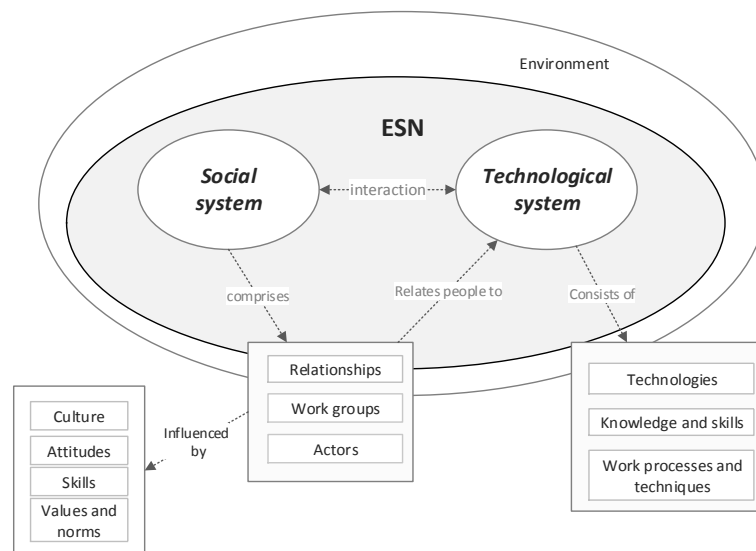 Environment
ESN
Social
system
interaction
Technological
system
comprises
Relates people to
Consists of
Relationships
Work groups
Actors
Technologies
Knowledge and skills
Work processes and
techniques
Influenced
by
Culture
Attitudes
Skills
Values and
norms